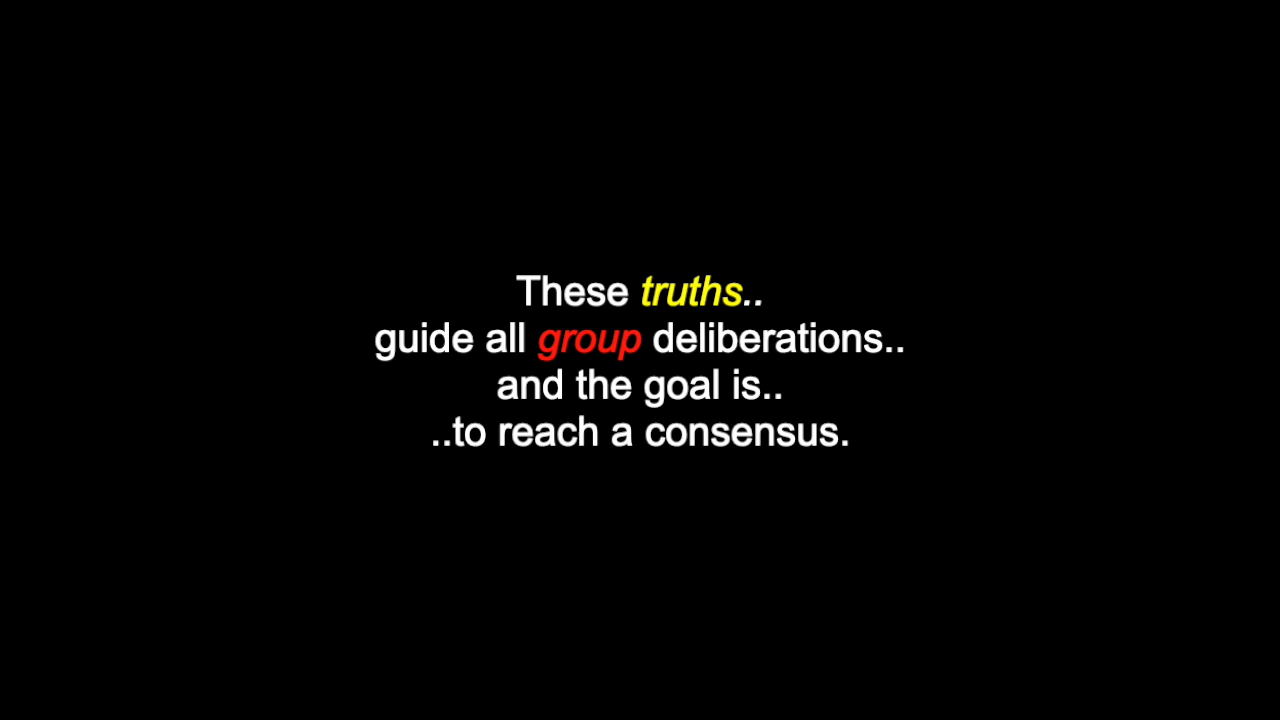 These truths..
guide all group deliberations..
and the goal is..
..to reach a consensus.